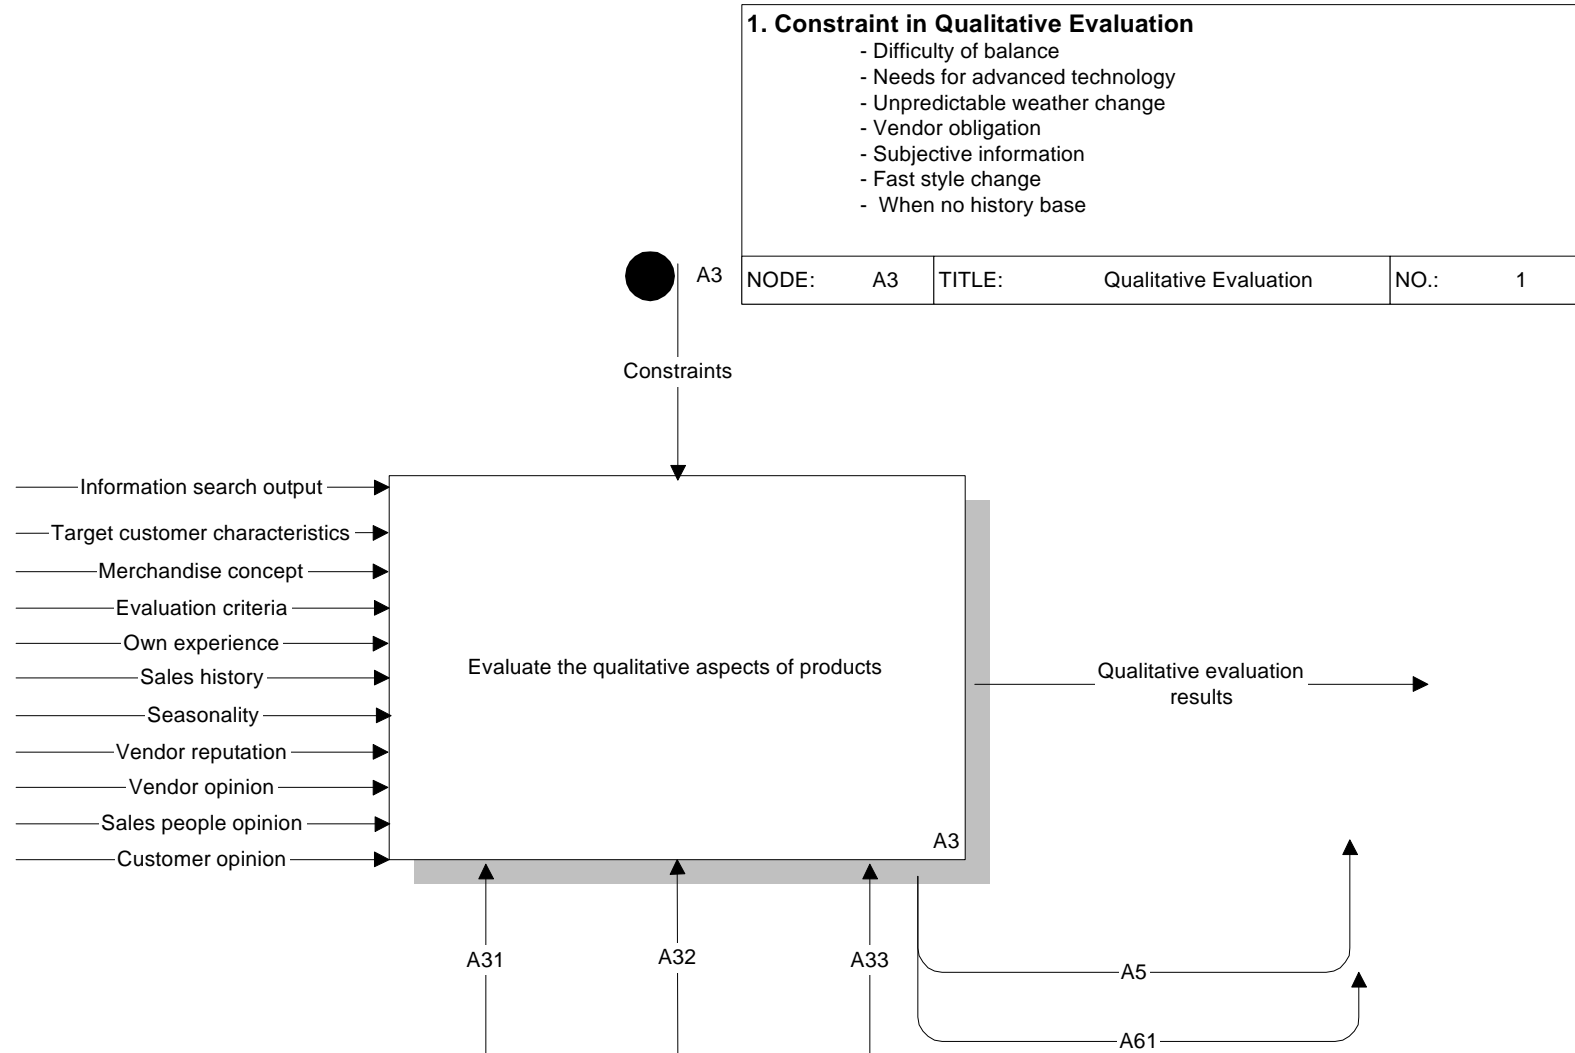 1. Constraint in Qualitative Evaluation
- Difficulty of balance
- Needs for advanced technology
- Unpredictable weather change
- Vendor obligation
- Subjective information
- Fast style change
- When no history base
A3
NODE: A3 TITLE: Qualitative Evaluation NO.: 1
Constraints
Information search output
Target customer characteristics
Merchandise concept
Evaluation criteria
Own experience
Sales history
Seasonality
Vendor reputation
Vendor opinion
Sales people opinion
Customer opinion
Evaluate the qualitative aspects of products
A3
Qualitative evaluation
results
A31
A32
A33
A5
A61